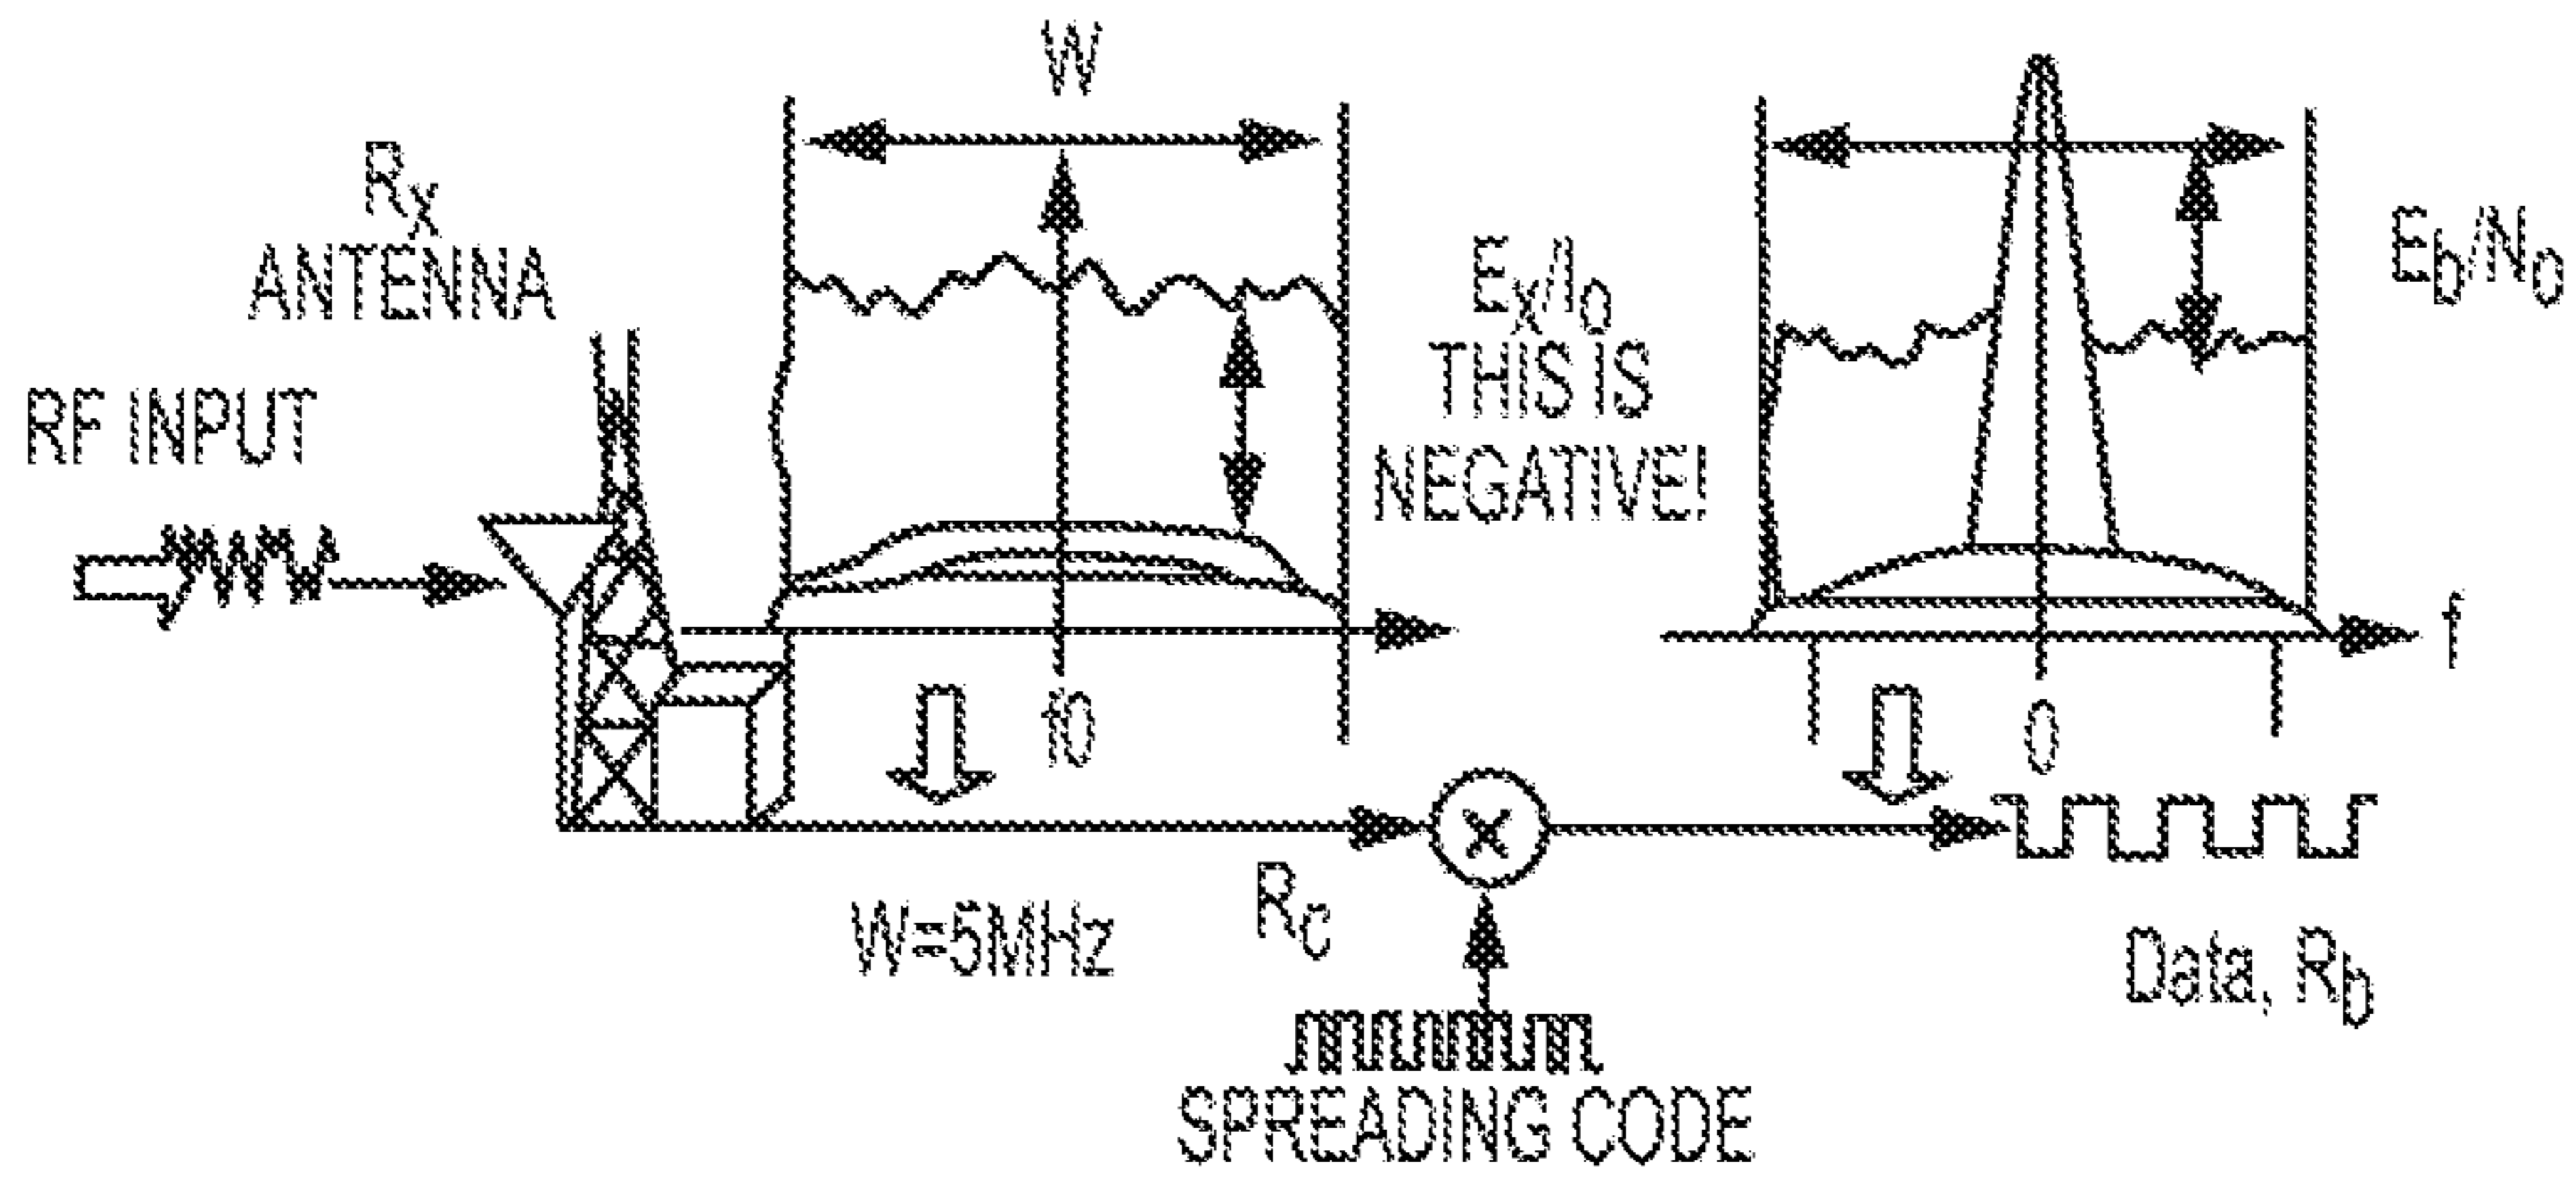 W
Rx
ANTENNA
RF INPUT
Ex/Io
THIS IS
NEGATIVE!
Eb/No
f
f0
0
W=5MHz
Rc
Data, Rb
SPREADING CODE